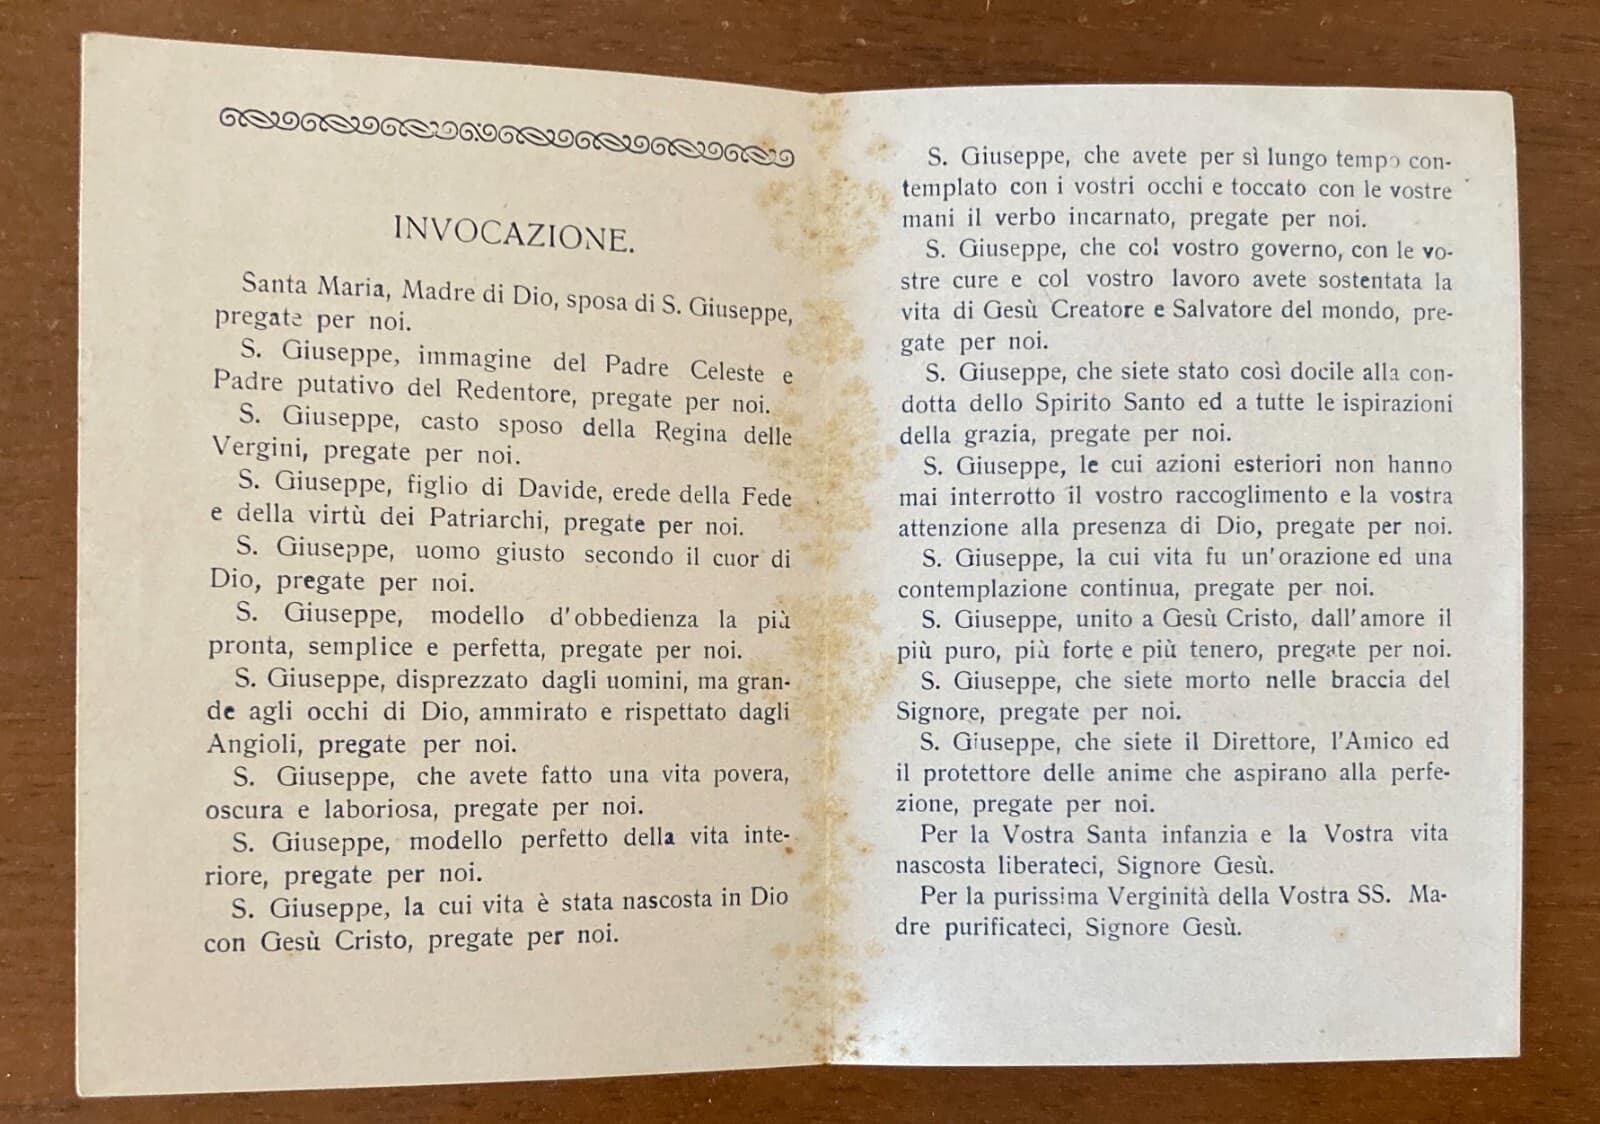 INVOCAZIONE.
Santa Maria, Madre di Dio, sposa di S. Giuseppe,
pregate per noi.
S. Giuseppe, immagine del Padre Celeste e
Padre putativo del Redentore, pregate per noi.
S. Giuseppe, casto sposo della Regina delle
Vergini, pregate per noi.
S. Giuseppe, figlio di Davide, erede della Fede
e della virtù dei Patriarchi, pregate per noi.
S. Giuseppe, uomo giusto secondo il cuor di
Dio, pregate per noi.
S. Giuseppe, modello d'obbedienza la più
pronta, semplice e perfetta, pregate per noi.
S. Giuseppe, disprezzato dagli uomini, ma gran-
de agli occhi di Dio, ammirato e rispettato dagli
Angioli, pregate per noi.
S. Giuseppe, che avete fatto una vita povera,
oscura e laboriosa, pregate per noi.
S. Giuseppe, modello perfetto della vita inte-
riore, pregate per noi.
S. Giuseppe, la cui vita è stata nascosta in Dio
con Gesù Cristo, pregate per noi.
S. Giuseppe, che avete per sì lungo tempo con-
templato con i vostri occhi e toccato con le vostre
mani il verbo incarnato, pregate per noi.
S. Giuseppe, che col vostro governo, con le vo-
stre cure e col vostro lavoro avete sostentata la
vita di Gesù Creatore e Salvatore del mondo, pre-
gate per noi.
S. Giuseppe, che siete stato così docile alla con-
dotta dello Spirito Santo ed a tutte le ispirazioni
della grazia, pregate per noi.
S. Giuseppe, le cui azioni esteriori non hanno
mai interrotto il vostro raccoglimento e la vostra
attenzione alla presenza di Dio, pregate per noi.
S. Giuseppe, la cui vita fu un'orazione ed una
contemplazione continua, pregate per noi.
S. Giuseppe, unito a Gesù Cristo, dall'amore il
più puro, più forte e più tenero, pregate per noi.
S. Giuseppe, che siete morto nelle braccia del
Signore, pregate per noi.
S. Giuseppe, che siete il Direttore, l'Amico ed
il protettore delle anime che aspirano alla perfe-
zione, pregate per noi.
Per la Vostra Santa infanzia e la Vostra vita
nascosta liberateci, Signore Gesù.
Per la purissima Verginità della Vostra SS. Ma-
dre purificateci, Signore Gesù.